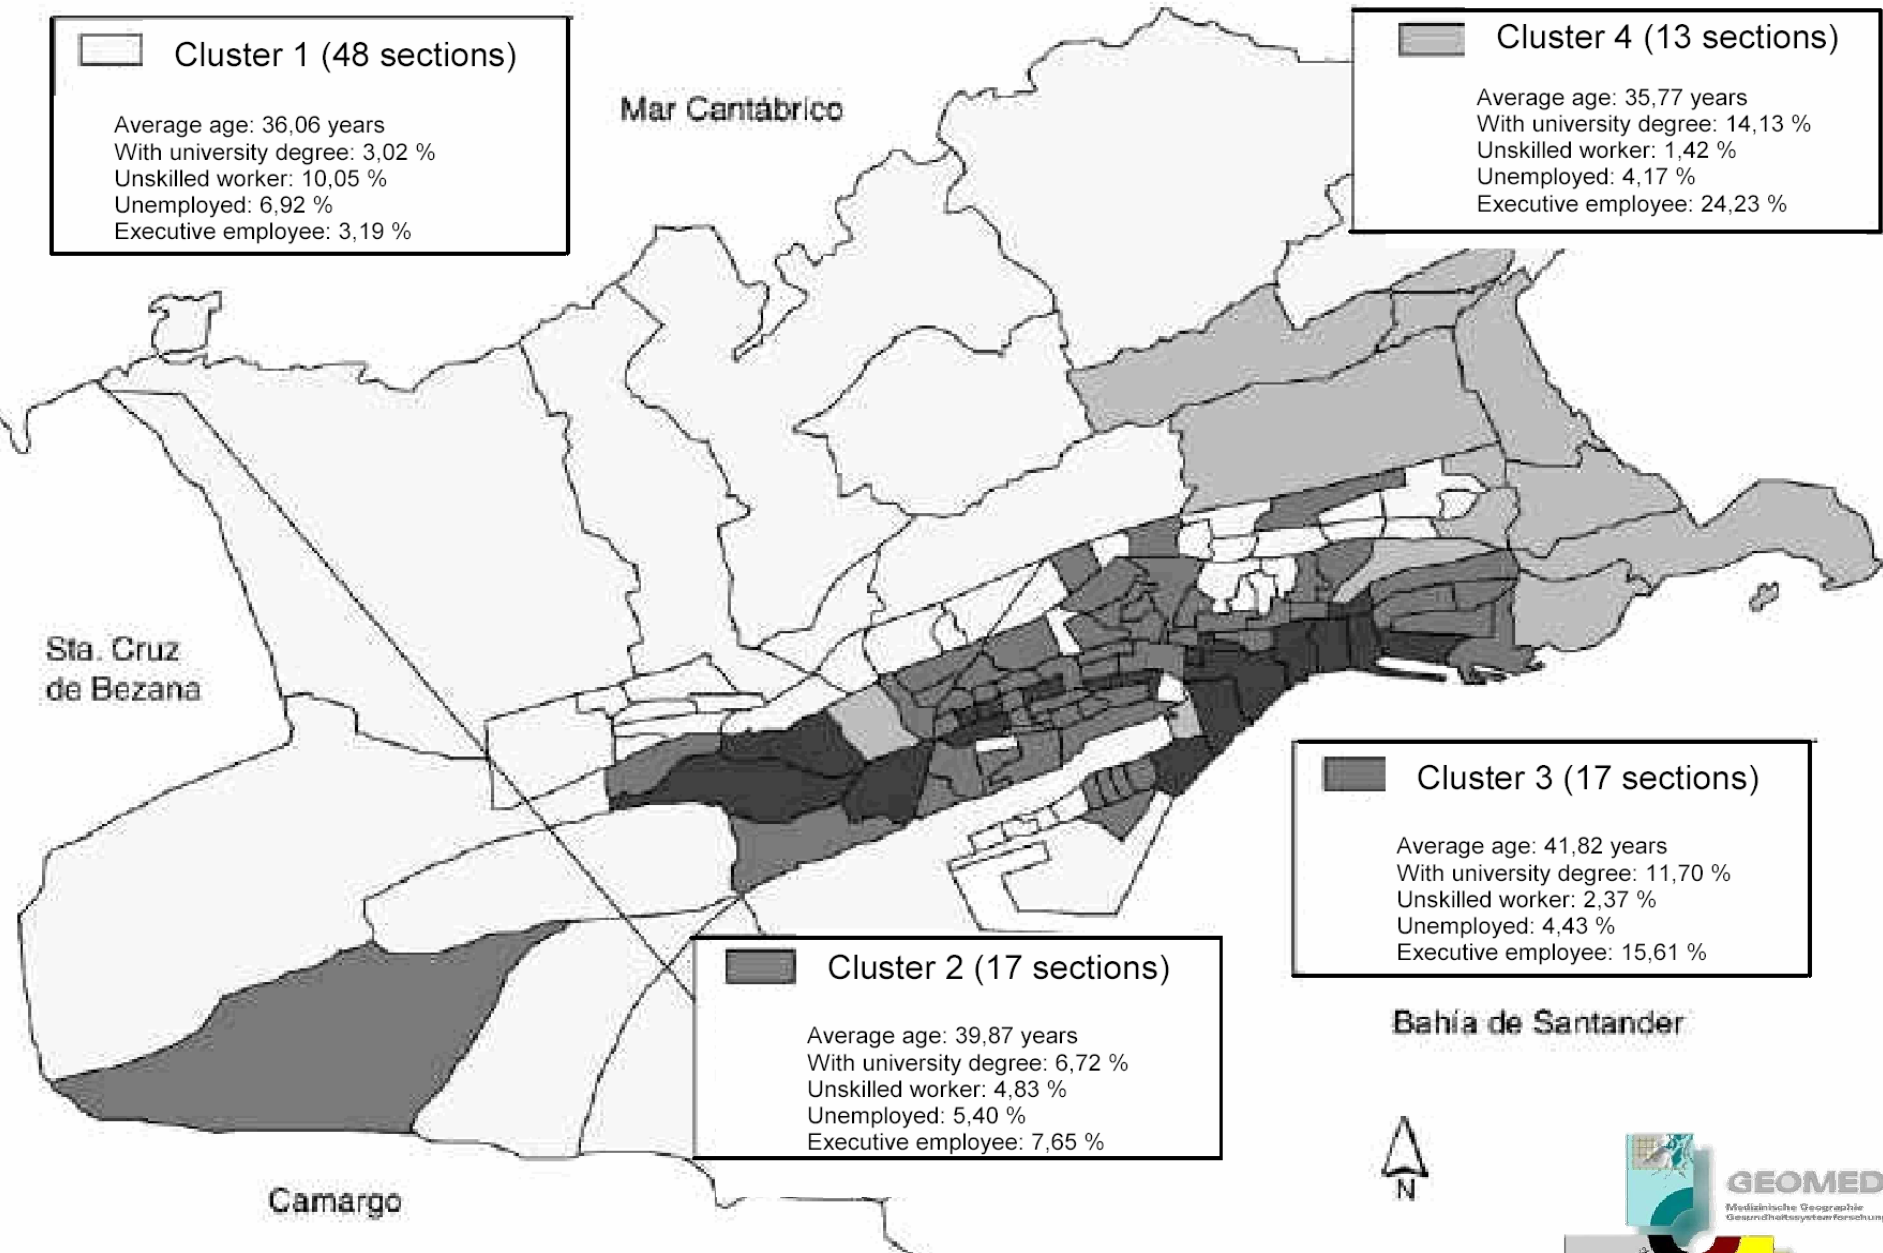 Cluster 1 (48 sections)
Average age: 36,06 years
With university degree: 3,02 %
Unskilled worker: 10,05 %
Unemployed: 6,92 %
Executive employee: 3,19 %
Mar Cantábrico
Cluster 4 (13 sections)
Average age: 35,77 years
With university degree: 14,13 %
Unskilled worker: 1,42 %
Unemployed: 4,17 %
Executive employee: 24,23 %
Sta. Cruz
de Bezana
Cluster 3 (17 sections)
Average age: 41,82 years
With university degree: 11,70 %
Unskilled worker: 2,37 %
Unemployed: 4,43 %
Executive employee: 15,61 %
Cluster 2 (17 sections)
Average age: 39,87 years
With university degree: 6,72 %
Unskilled worker: 4,83 %
Unemployed: 5,40 %
Executive employee: 7,65 %
Bahía de Santander
Camargo
N
GEOMED
Medizinische Geographie
Gesundheitssystemforschung